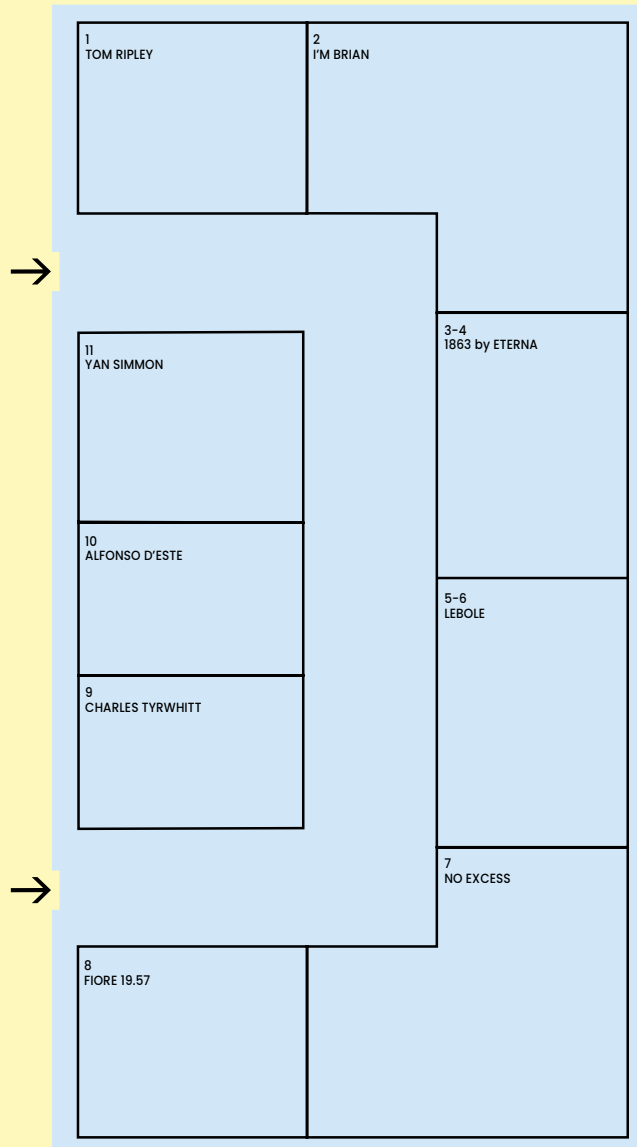 1
TOM RIPLEY
2
I'M BRIAN
3-4
1863 by ETERNA
11
YAN SIMMON
10
ALFONSO D'ESTE
5-6
LEBOLE
9
CHARLES TYRWHITT
7
NO EXCESS
8
FIORE 19.57